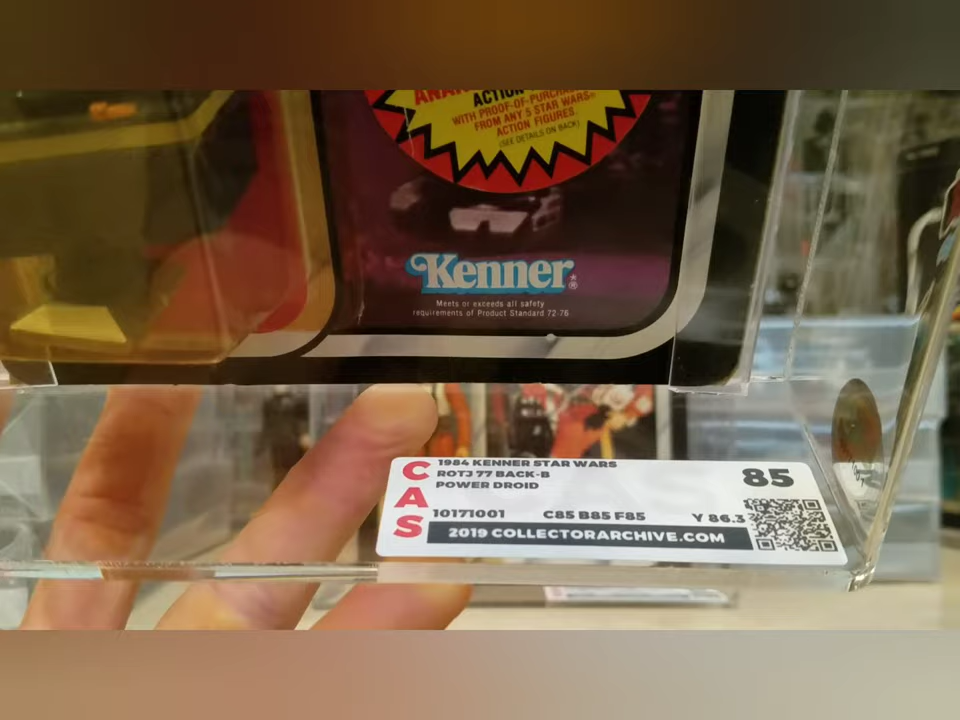 ACTION
WITH PROOF-OF-PURCHASE
FROM ANY 5 STAR WARS®
ACTION FIGURES
(SEE DETAILS ON BACK)
Kenner®
Meets or exceeds all safety
requirements of Product Standard 72-76.
CAS
1984 KENNER STAR WARS
ROTJ 77 BACK-B
POWER DROID
85
10171001 C85 B85 F85 Y 86.3
2019 COLLECTORARCHIVE.COM